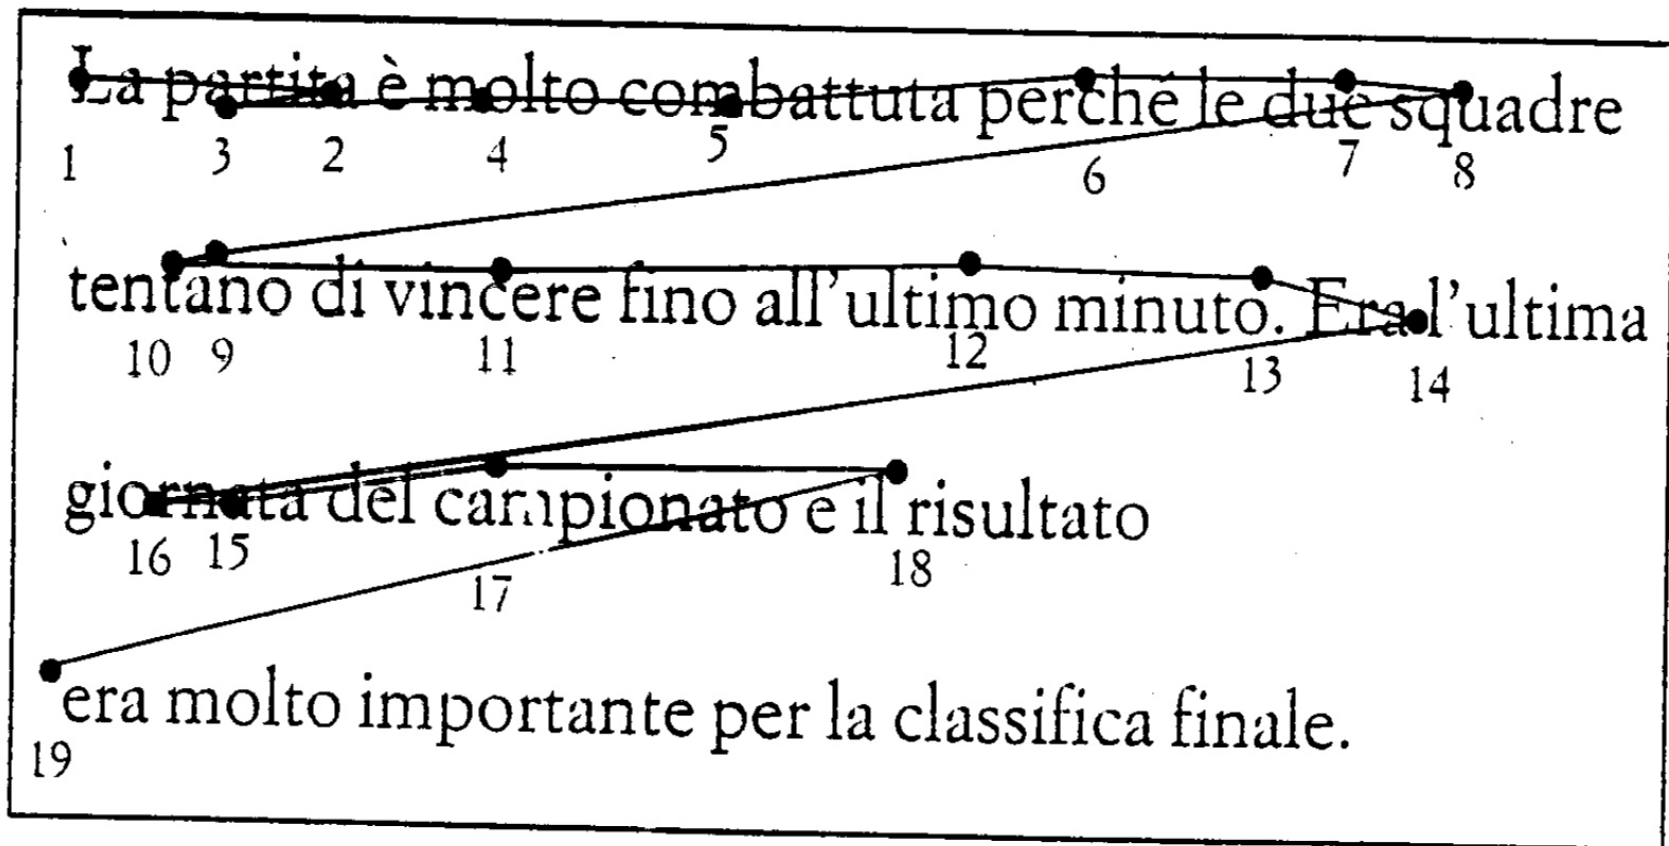 La partita è molto combattuta perché le due squadre
1 3 2 4 5 6 7 8
tentano di vincere fino all'ultimo minuto. Era l'ultima
10 9 11 12 13 14
giornata del campionato e il risultato
16 15 17 18
era molto importante per la classifica finale.
19